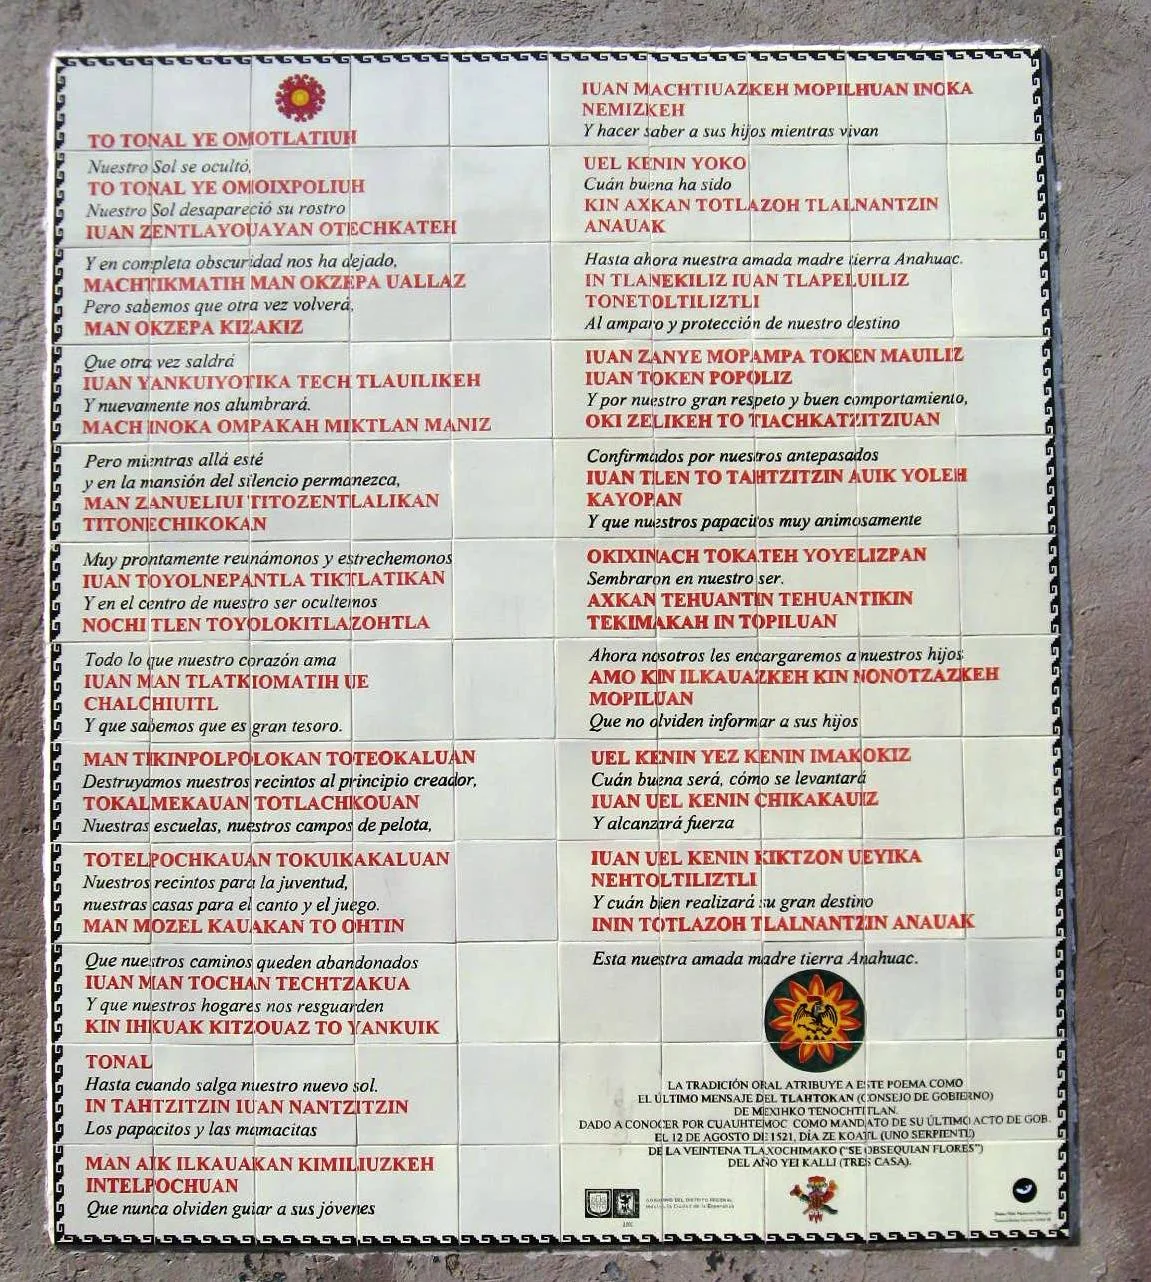 TO TONAL YE OMOTLATIUH
Nuestro Sol se ocultó,
TO TONAL YE OMOIXPOLIUH
Nuestro Sol desapareció su rostro
IUAN ZENTLAYOUAYAN OTECHKATEH
Y en completa obscuridad nos ha dejado,
MACHTIKMATIH MAN OKZEPA UALLAZ
Pero sabemos que otra vez volverá,
MAN OKZEPA KIZAKIZ
Que otra vez saldrá
IUAN YANKUIYOTIKA TECH TLAUILIKEH
Y nuevamente nos alumbrará.
MACH INOKA OMPAKAH MIKTLAN MANIZ
Pero mientras allá esté
y en la mansión del silencio permanezca,
MAN ZANUELIUI TITOZENTLALIKAN
TITONECHIKOKAN
Muy prontamente reunámonos y estrechemonos
IUAN TOYOLNEPANTLA TIKTLATIKAN
Y en el centro de nuestro ser ocultemos
NOCHI TLEN TOYOLOKITLAZOHTLA
Todo lo que nuestro corazón ama
IUAN MAN TLATKIOMATIH UE
CHALCHIUITL
Y que sabemos que es gran tesoro.
MAN TIKINPOLPOLOKAN TOTEOKALUAN
Destruyamos nuestros recintos al principio creador,
TOKALMEKAUAN TOTLACHKOUAN
Nuestras escuelas, nuestros campos de pelota,
TOTELPOCHKAUAN TOKUIKAKALUAN
Nuestros recintos para la juventud,
nuestras casas para el canto y el juego.
MAN MOZEL KAUAKAN TO OHTIN
Que nuestros caminos queden abandonados
IUAN MAN TOCHAN TECHTZAKUA
Y que nuestros hogares nos resguarden
KIN IHKUAK KITZOUAZ TO YANKUIK
TONAL
Hasta cuando salga nuestro nuevo sol.
IN TAHTZITZIN IUAN NANTZITZIN
Los papacitos y las mamacitas
MAN AIK ILKAUAKAN KIMILIUZKEH
INTELPOCHUAN
Que nunca olviden guiar a sus jóvenes
IUAN MACHTIUAZKEH MOPILHUAN INOKA
NEMIZKEH
Y hacer saber a sus hijos mientras vivan
UEL KENIN YOKO
Cuán buena ha sido
KIN AXKAN TOTLAZOH TLALNANTZIN
ANAUAK
Hasta ahora nuestra amada madre tierra Anahuac.
IN TLANEKILIZ IUAN TLAPELUILIZ
TONETOLTILIZTLI
Al amparo y protección de nuestro destino
IUAN ZANYE MOPAMPA TOKEN MAUILIZ
IUAN TOKEN POPOLIZ
Y por nuestro gran respeto y buen comportamiento,
OKI ZELIKEH TO TIACHKATZITZIUAN
Confirmados por nuestros antepasados
IUAN TLEN TO TAHTZITZIN AUIK YOLEH
KAYOPAN
Y que nuestros papacitos muy animosamente
OKIXINACH TOKATEH YOYELIZPAN
Sembraron en nuestro ser.
AXKAN TEHUANTIN TEHUANTIKIN
TEKIMAKAH IN TOPILUAN
Ahora nosotros les encargaremos a nuestros hijos
AMO KIN ILKAUAZKEH KIN NONOTZAZKEH
MOPILUAN
Que no olviden informar a sus hijos
UEL KENIN YEZ KENIN IMAKOKIZ
Cuán buena será, cómo se levantará
IUAN UEL KENIN CHIKAKAUIZ
Y alcanzará fuerza
IUAN UEL KENIN KIKTZON UEYIKA
NEHTOLTILIZTLI
Y cuán bien realizará su gran destino
ININ TOTLAZOH TLALNANTZIN ANAUAK
Esta nuestra amada madre tierra Anahuac.
LA TRADICIÓN ORAL ATRIBUYE A ESTE POEMA COMO
EL ÚLTIMO MENSAJE DEL TLAHTOKAN (CONSEJO DE GOBIERNO)
DE MEXIHKO TENOCHTITLAN.
DADO A CONOCER POR CUAUHTEMOC COMO MANDATO DE SU ÚLTIMO ACTO DE GOB.
EL 12 DE AGOSTO DE 1521, DÍA ZE KOATL (UNO SERPIENTE)
DE LA VEINTENA TLAXOCHIMAKO ("SE OBSEQUIAN FLORES")
DEL AÑO YEI KALLI (TRES CASA).
GOBIERNO DEL DISTRITO FEDERAL
México la Ciudad de la Esperanza